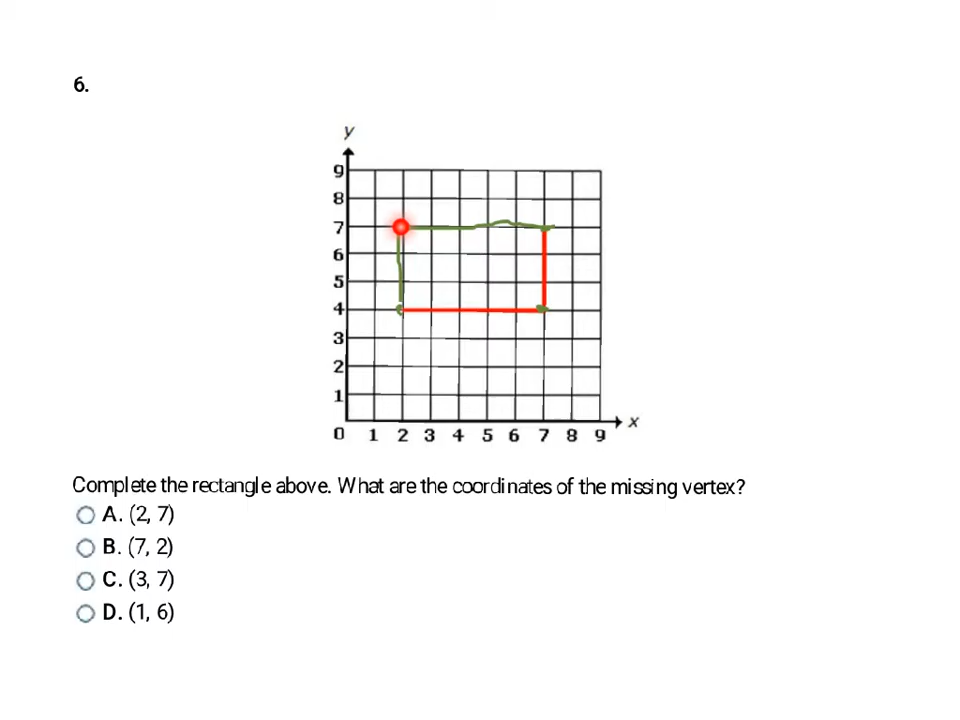 6.
y
9
8
7
6
5
4
3
2
1
0 1 2 3 4 5 6 7 8 9 x
Complete the rectangle above. What are the coordinates of the missing vertex?
A. (2, 7)
B. (7, 2)
C. (3, 7)
D. (1, 6)